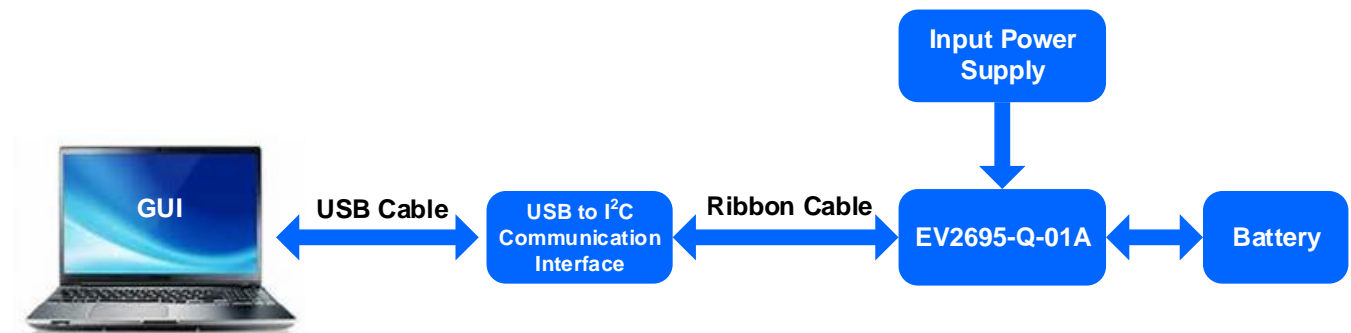 Input Power
Supply
GUI
USB Cable
USB to I²C
Communication
Interface
Ribbon Cable
EV2695-Q-01A
Battery